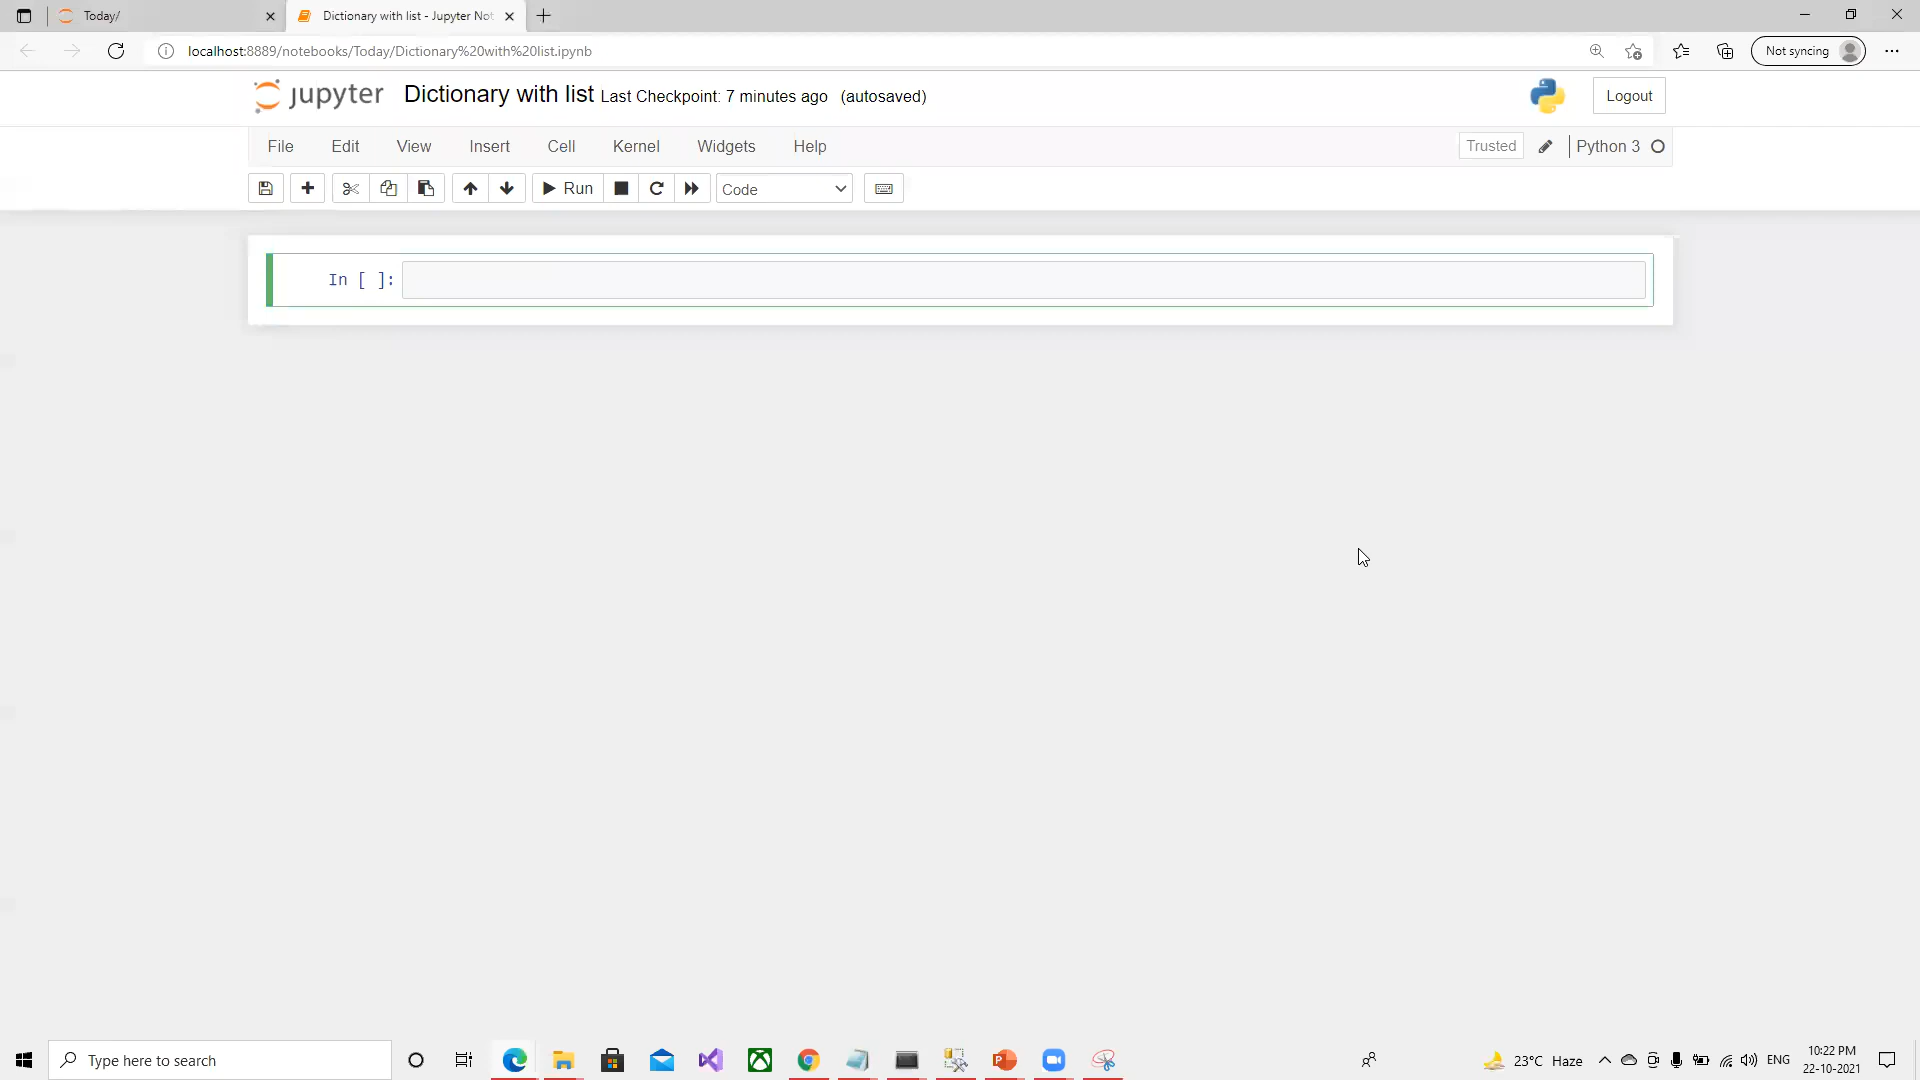 Today/
Dictionary with list - Jupyter Not
localhost:8889/notebooks/Today/Dictionary%20with%20list.ipynb
Not syncing
jupyter Dictionary with list Last Checkpoint: 7 minutes ago (autosaved)
Logout
File Edit View Insert Cell Kernel Widgets Help
Trusted
Python 3
Run
Code
In [ ]:
Type here to search
23°C Haze
ENG
10:22 PM
22-10-2021